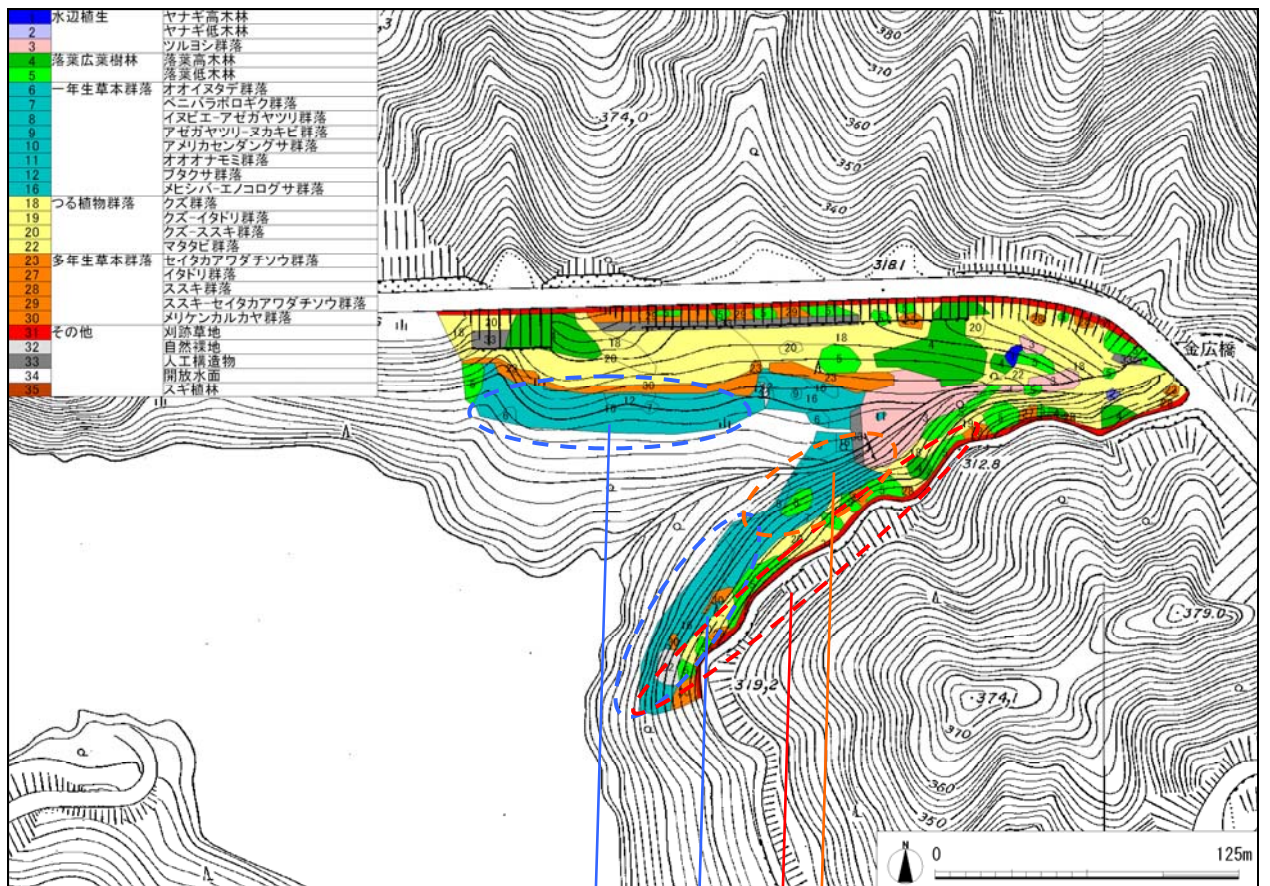 1 水辺植生 ヤナギ高木林
2 ヤナギ低木林
3 ツルヨシ群落
4 落葉広葉樹林 落葉高木林
5 落葉低木林
6 一年生草本群落 オオイヌタデ群落
7 ベニバラボロギク群落
8 イヌビエ-アゼガヤツリ群落
9 アゼガヤツリ-ヌカキビ群落
10 アメリカセンダングサ群落
11 オオオナモミ群落
12 ブタクサ群落
16 メヒシバ-エノコログサ群落
18 つる植物群落 クズ群落
19 クズ-イタドリ群落
20 クズ-ススキ群落
22 マタタビ群落
23 多年生草本群落 セイタカアワダチソウ群落
27 イタドリ群落
28 ススキ群落
29 ススキ-セイタカアワダチソウ群落
30 メリケンカルカヤ群落
31 その他 刈跡草地
32 自然裸地
33 人工構造物
34 開放水面
35 スギ植林
380
370
374,0
360
350
340
318.1
金広橋
312.8
379.0
319,2
374,1
370
360
350
N
0 125m